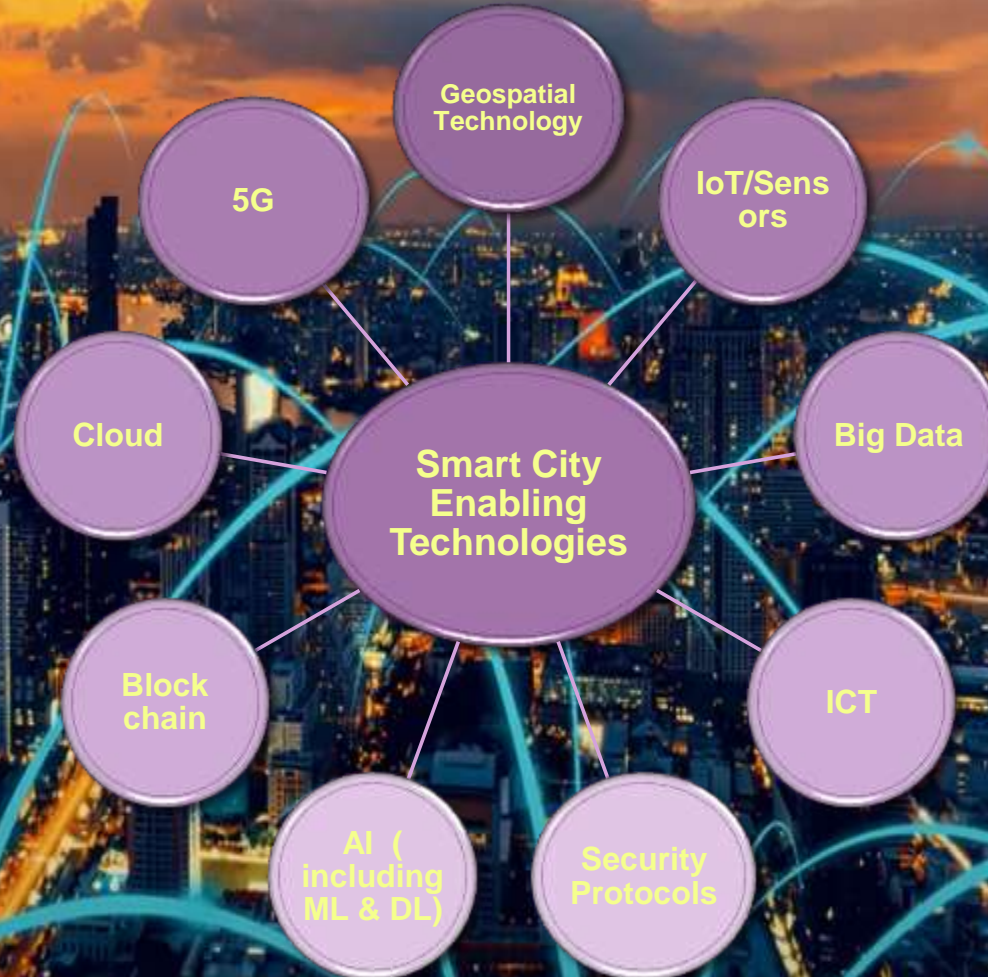 Geospatial
Technology
5G
IoT/Sens
ors
Cloud
Big Data
Smart City
Enabling
Technologies
Block
chain
ICT
AI (
including
ML & DL)
Security
Protocols